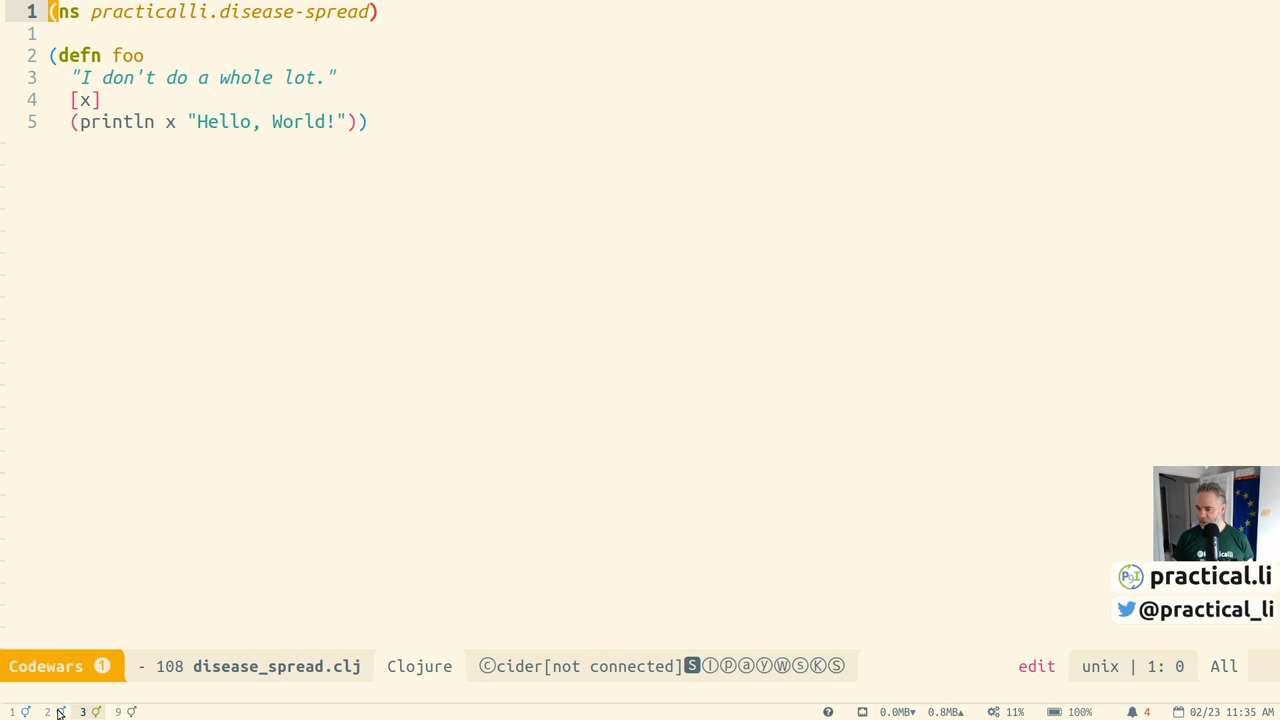 1 (ns practicalli.disease-spread)
1
2 (defn foo
3 "I don't do a whole lot."
4 [x]
5 (println x "Hello, World!"))
practical.li
@practical_li
Codewars 1 - 108 disease_spread.clj Clojure Ⓒcider[not connected]🆂ⒾⓅⓐⓨⓌⓢⓀⓈ edit unix | 1: 0 All
1 2 3 9 0.0MB▾ 0.8MB▴ 11% 100% 4 02/23 11:35 AM